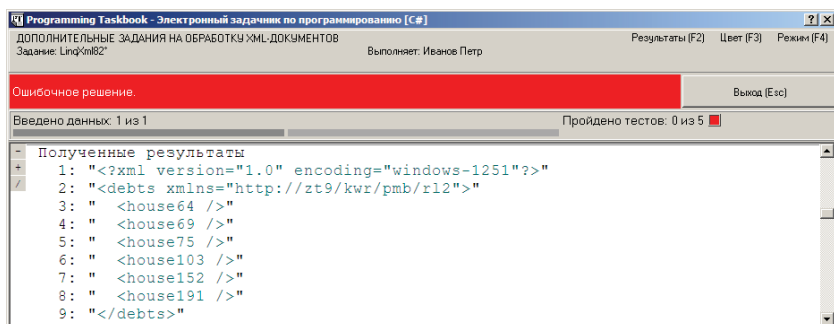 Programming Taskbook - Электронный задачник по программированию [C#]
ДОПОЛНИТЕЛЬНЫЕ ЗАДАНИЯ НА ОБРАБОТКУ XML-ДОКУМЕНТОВ
Результаты (F2) Цвет (F3) Режим (F4)
Задание: LinqXml82* Выполняет: Иванов Петр
Ошибочное решение.
Выход (Esc)
Введено данных: 1 из 1 Пройдено тестов: 0 из 5
Полученные результаты
1: "<?xml version="1.0" encoding="windows-1251"?>"
2: "<debts xmlns="http://zt9/kwr/pmb/rl2">"
3: "  <house64 />"
4: "  <house69 />"
5: "  <house75 />"
6: "  <house103 />"
7: "  <house152 />"
8: "  <house191 />"
9: "</debts>"